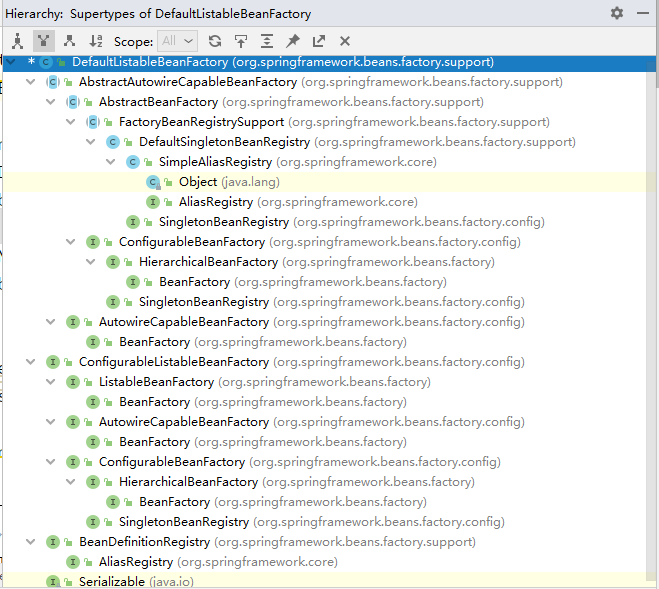 Hierarchy: Supertypes of DefaultListableBeanFactory
Scope: All
* DefaultListableBeanFactory (org.springframework.beans.factory.support)
AbstractAutowireCapableBeanFactory (org.springframework.beans.factory.support)
AbstractBeanFactory (org.springframework.beans.factory.support)
FactoryBeanRegistrySupport (org.springframework.beans.factory.support)
DefaultSingletonBeanRegistry (org.springframework.beans.factory.support)
SimpleAliasRegistry (org.springframework.core)
Object (java.lang)
AliasRegistry (org.springframework.core)
SingletonBeanRegistry (org.springframework.beans.factory.config)
ConfigurableBeanFactory (org.springframework.beans.factory.config)
HierarchicalBeanFactory (org.springframework.beans.factory)
BeanFactory (org.springframework.beans.factory)
SingletonBeanRegistry (org.springframework.beans.factory.config)
AutowireCapableBeanFactory (org.springframework.beans.factory.config)
BeanFactory (org.springframework.beans.factory)
ConfigurableListableBeanFactory (org.springframework.beans.factory.config)
ListableBeanFactory (org.springframework.beans.factory)
BeanFactory (org.springframework.beans.factory)
AutowireCapableBeanFactory (org.springframework.beans.factory.config)
BeanFactory (org.springframework.beans.factory)
ConfigurableBeanFactory (org.springframework.beans.factory.config)
HierarchicalBeanFactory (org.springframework.beans.factory)
BeanFactory (org.springframework.beans.factory)
SingletonBeanRegistry (org.springframework.beans.factory.config)
BeanDefinitionRegistry (org.springframework.beans.factory.support)
AliasRegistry (org.springframework.core)
Serializable (java.io)